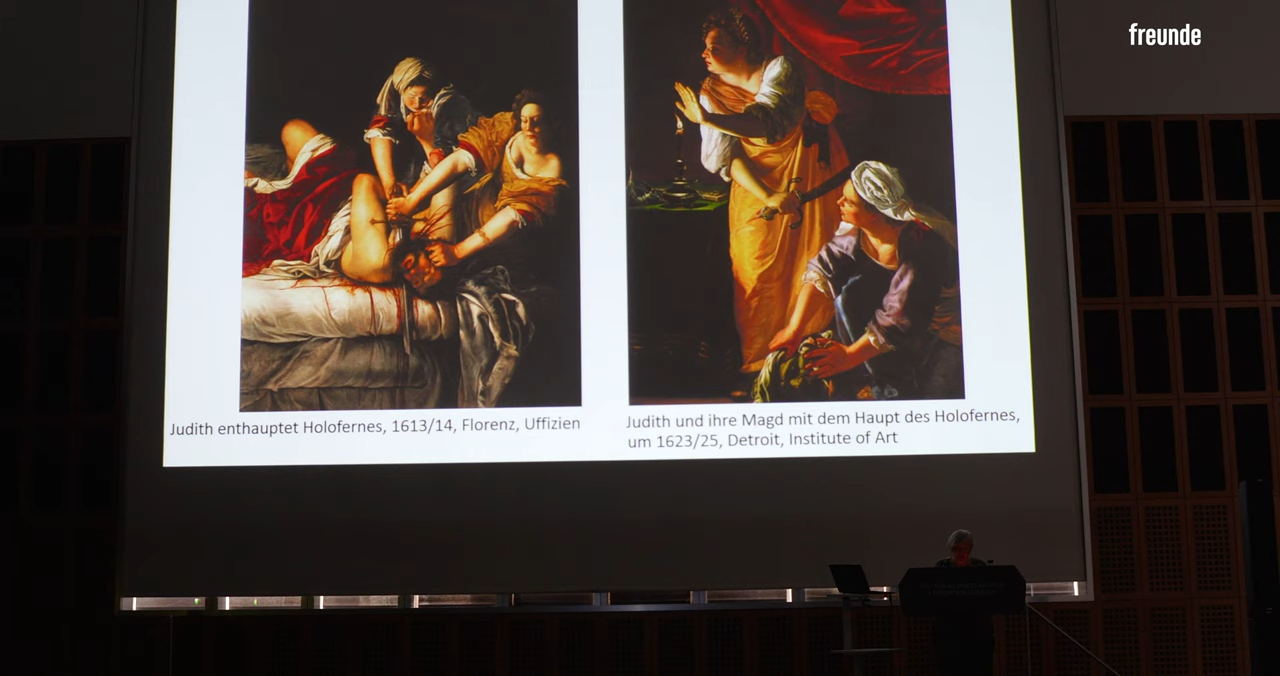 freunde
Judith enthauptet Holofernes, 1613/14, Florenz, Uffizien
Judith und ihre Magd mit dem Haupt des Holofernes,
um 1623/25, Detroit, Institute of Art